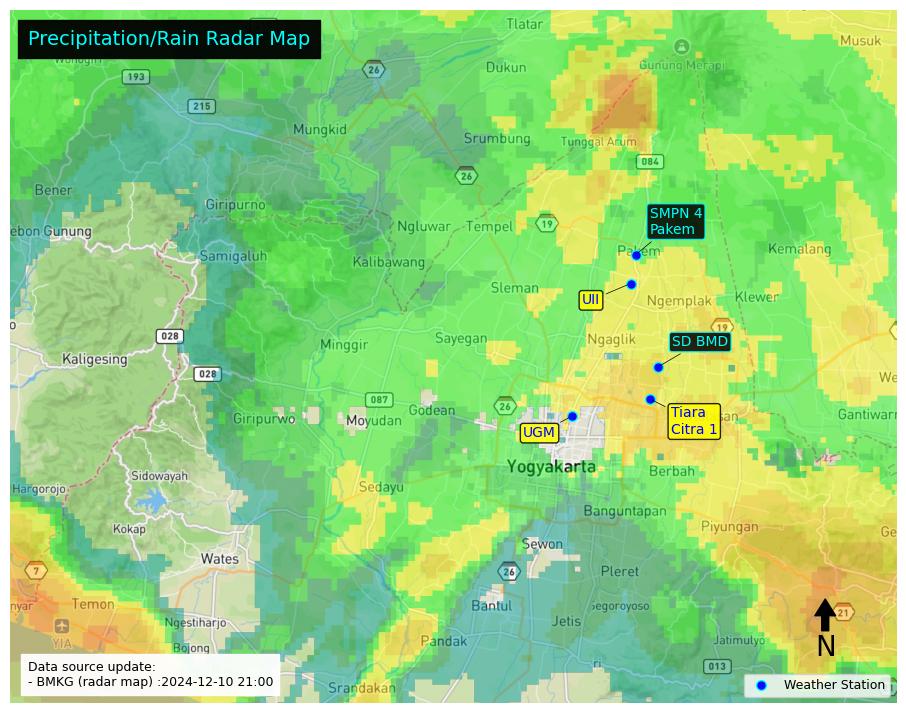 Precipitation/Rain Radar Map
Tlatar
Musuk
Wonogiri
26
Dukun
Gunung Merapi
193
215
Mungkid
Srumbung
Tunggal Arum
084
26
Bener
Giripurno
SMPN 4
Pakem
19
Ngluwar
Tempel
ebon Gunung
Pakem
Kemalang
Samigaluh
Kalibawang
Sleman
UII
Ngemplak
Klewer
19
028
Minggir
Sayegan
Ngaglik
SD BMD
Kaligesing
028
We
087
Godean
26
Tiara
Citra 1
Giripurwo
Moyudan
Gantiwarn
UGM
Yogyakarta
Berbah
Sidowayah
Hargorojo
Sedayu
Banguntapan
Kokap
Piyungan
Ge
Sewon
Wates
7
26
Pleret
Temon
Bantul
Segoroyoso
21
Ngestiharjo
Jetis
YIA
Pandak
Jatimulyo
N
Bojong
013
Data source update:
- BMKG (radar map) :2024-12-10 21:00
Srandakan
Weather Station